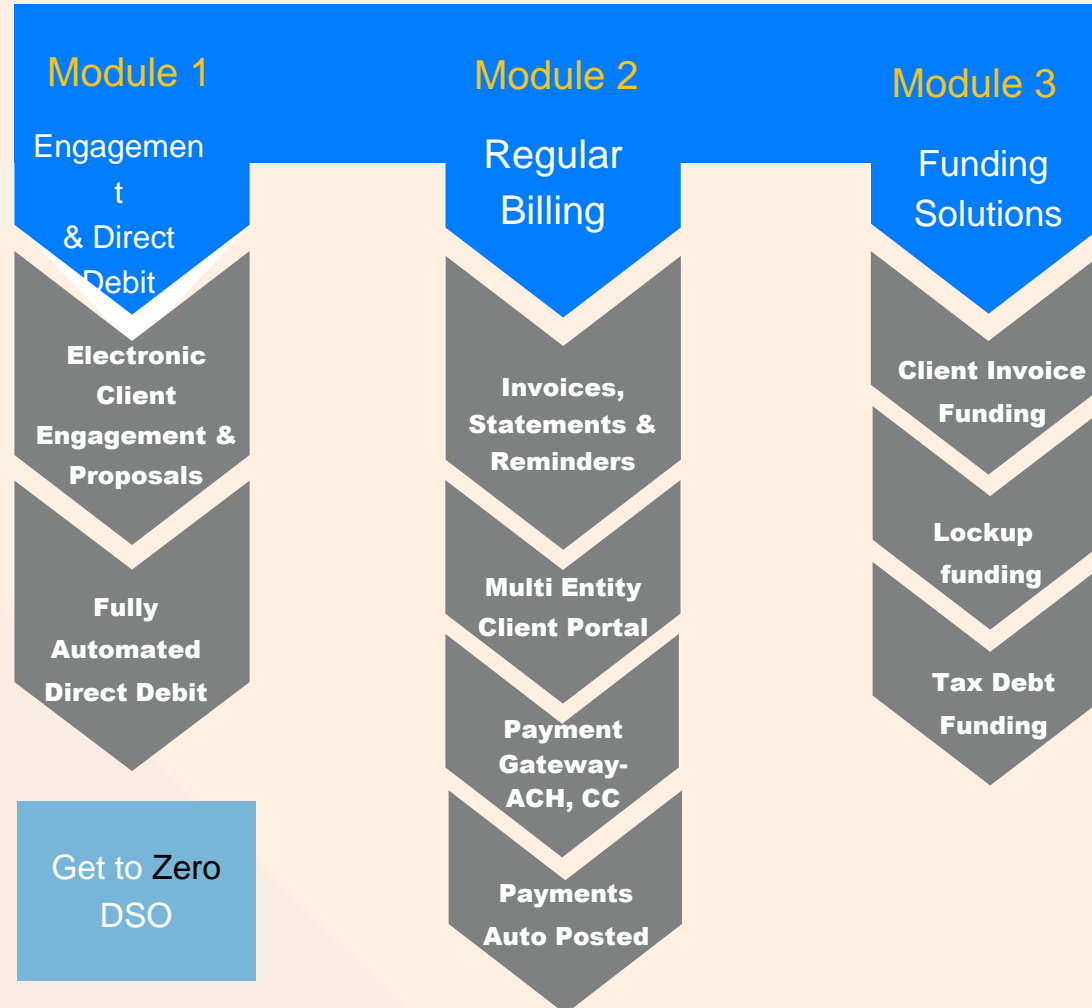 Module 1
Engagemen
t
& Direct
Debit
Electronic
Client
Engagement &
Proposals
Fully
Automated
Direct Debit
Get to Zero
DSO
Module 2
Regular
Billing
Invoices,
Statements &
Reminders
Multi Entity
Client Portal
Payment
Gateway-
ACH, CC
Payments
Auto Posted
Module 3
Funding
Solutions
Client Invoice
Funding
Lockup
funding
Tax Debt
Funding